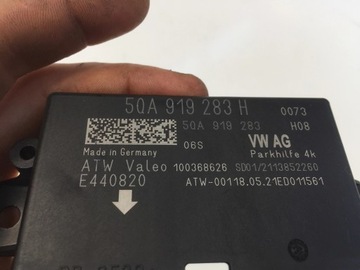 5QA 919 283 H 0073
5QA 919 283 H08
06S VW AG
Made in Germany Parkhilfe 4k
ATW Valeo 100368626 SD01/2113852260
E440820 ATW-00118.05.21ED011561